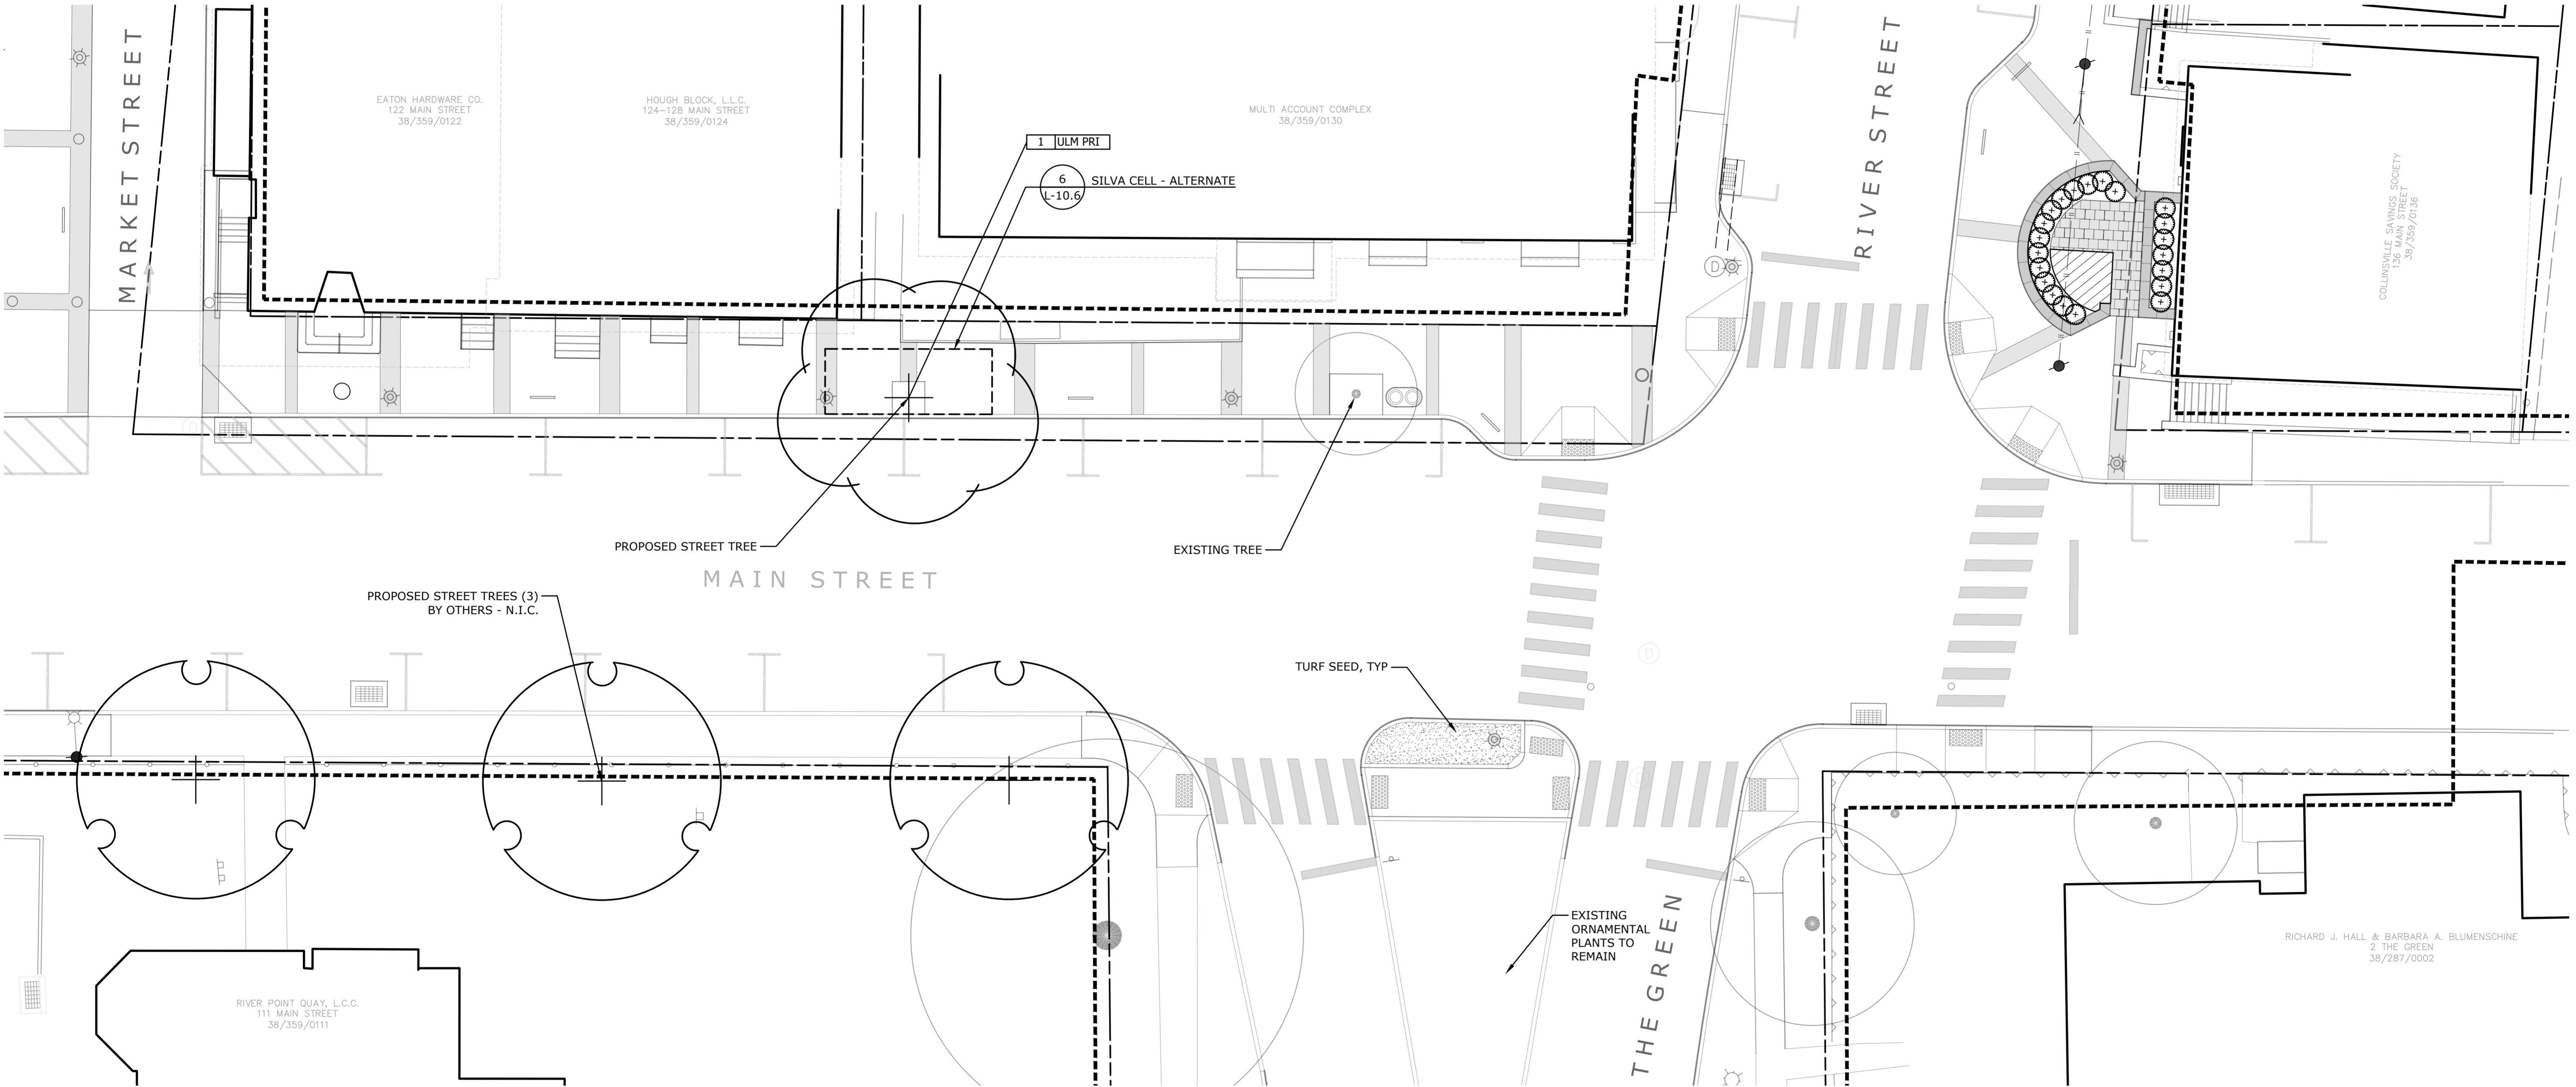 MARKET STREET
EATON HARDWARE CO.
122 MAIN STREET
38/359/0122
HOUGH BLOCK, L.L.C.
124-128 MAIN STREET
38/359/0124
MULTI ACCOUNT COMPLEX
38/359/0130
RIVER STREET
1 ULM PRI
6
L-10.6
SILVA CELL - ALTERNATE
COLLINSVILLE SAVINGS SOCIETY
136 MAIN STREET
38/359/0136
D
D
PROPOSED STREET TREE
EXISTING TREE
MAIN STREET
PROPOSED STREET TREES (3)
BY OTHERS - N.I.C.
D
TURF SEED, TYP
D
EXISTING
ORNAMENTAL
PLANTS TO
REMAIN
THE GREEN
RICHARD J. HALL & BARBARA A. BLUMENSCHINE
2 THE GREEN
38/287/0002
RIVER POINT QUAY, L.C.C.
111 MAIN STREET
38/359/0111